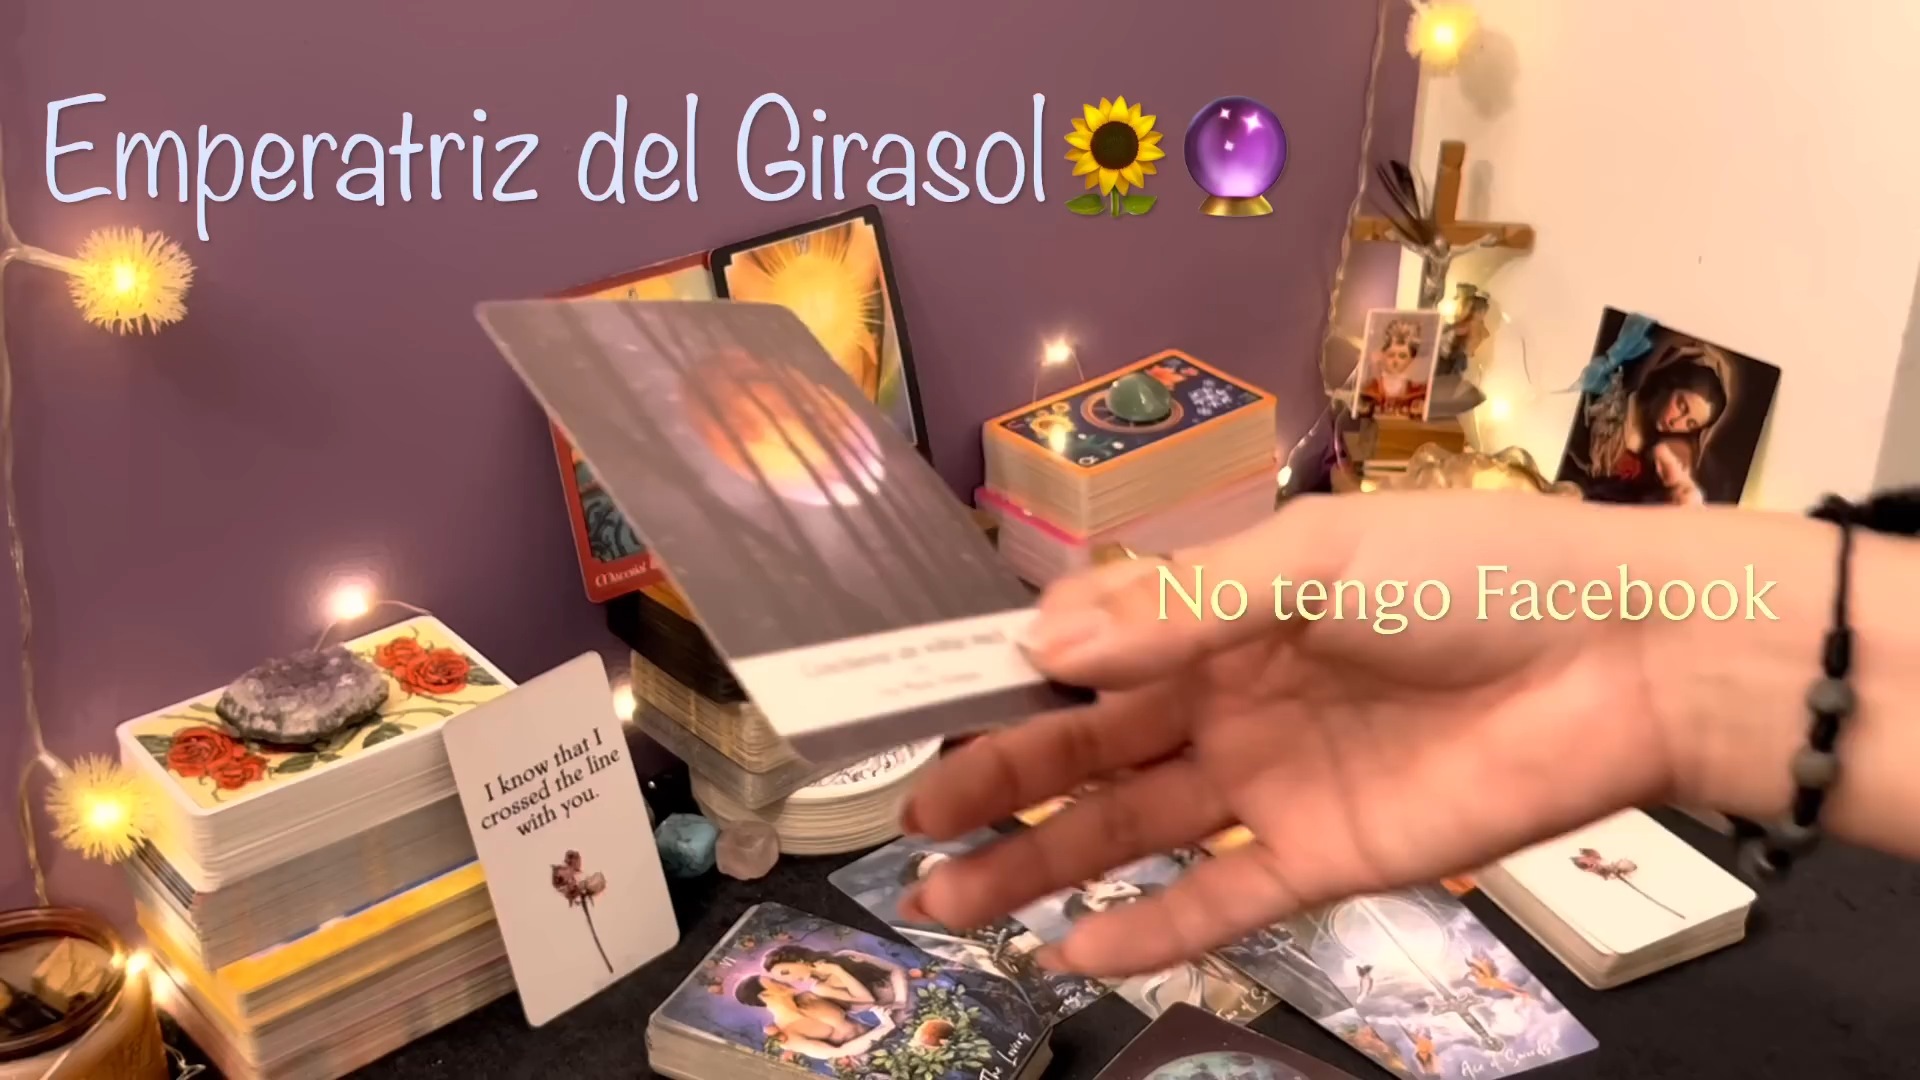 Emperatriz del Girasol🌻🔮
No tengo Facebook
I know that I
crossed the line
with you.
The Lovers
Ace of Swords